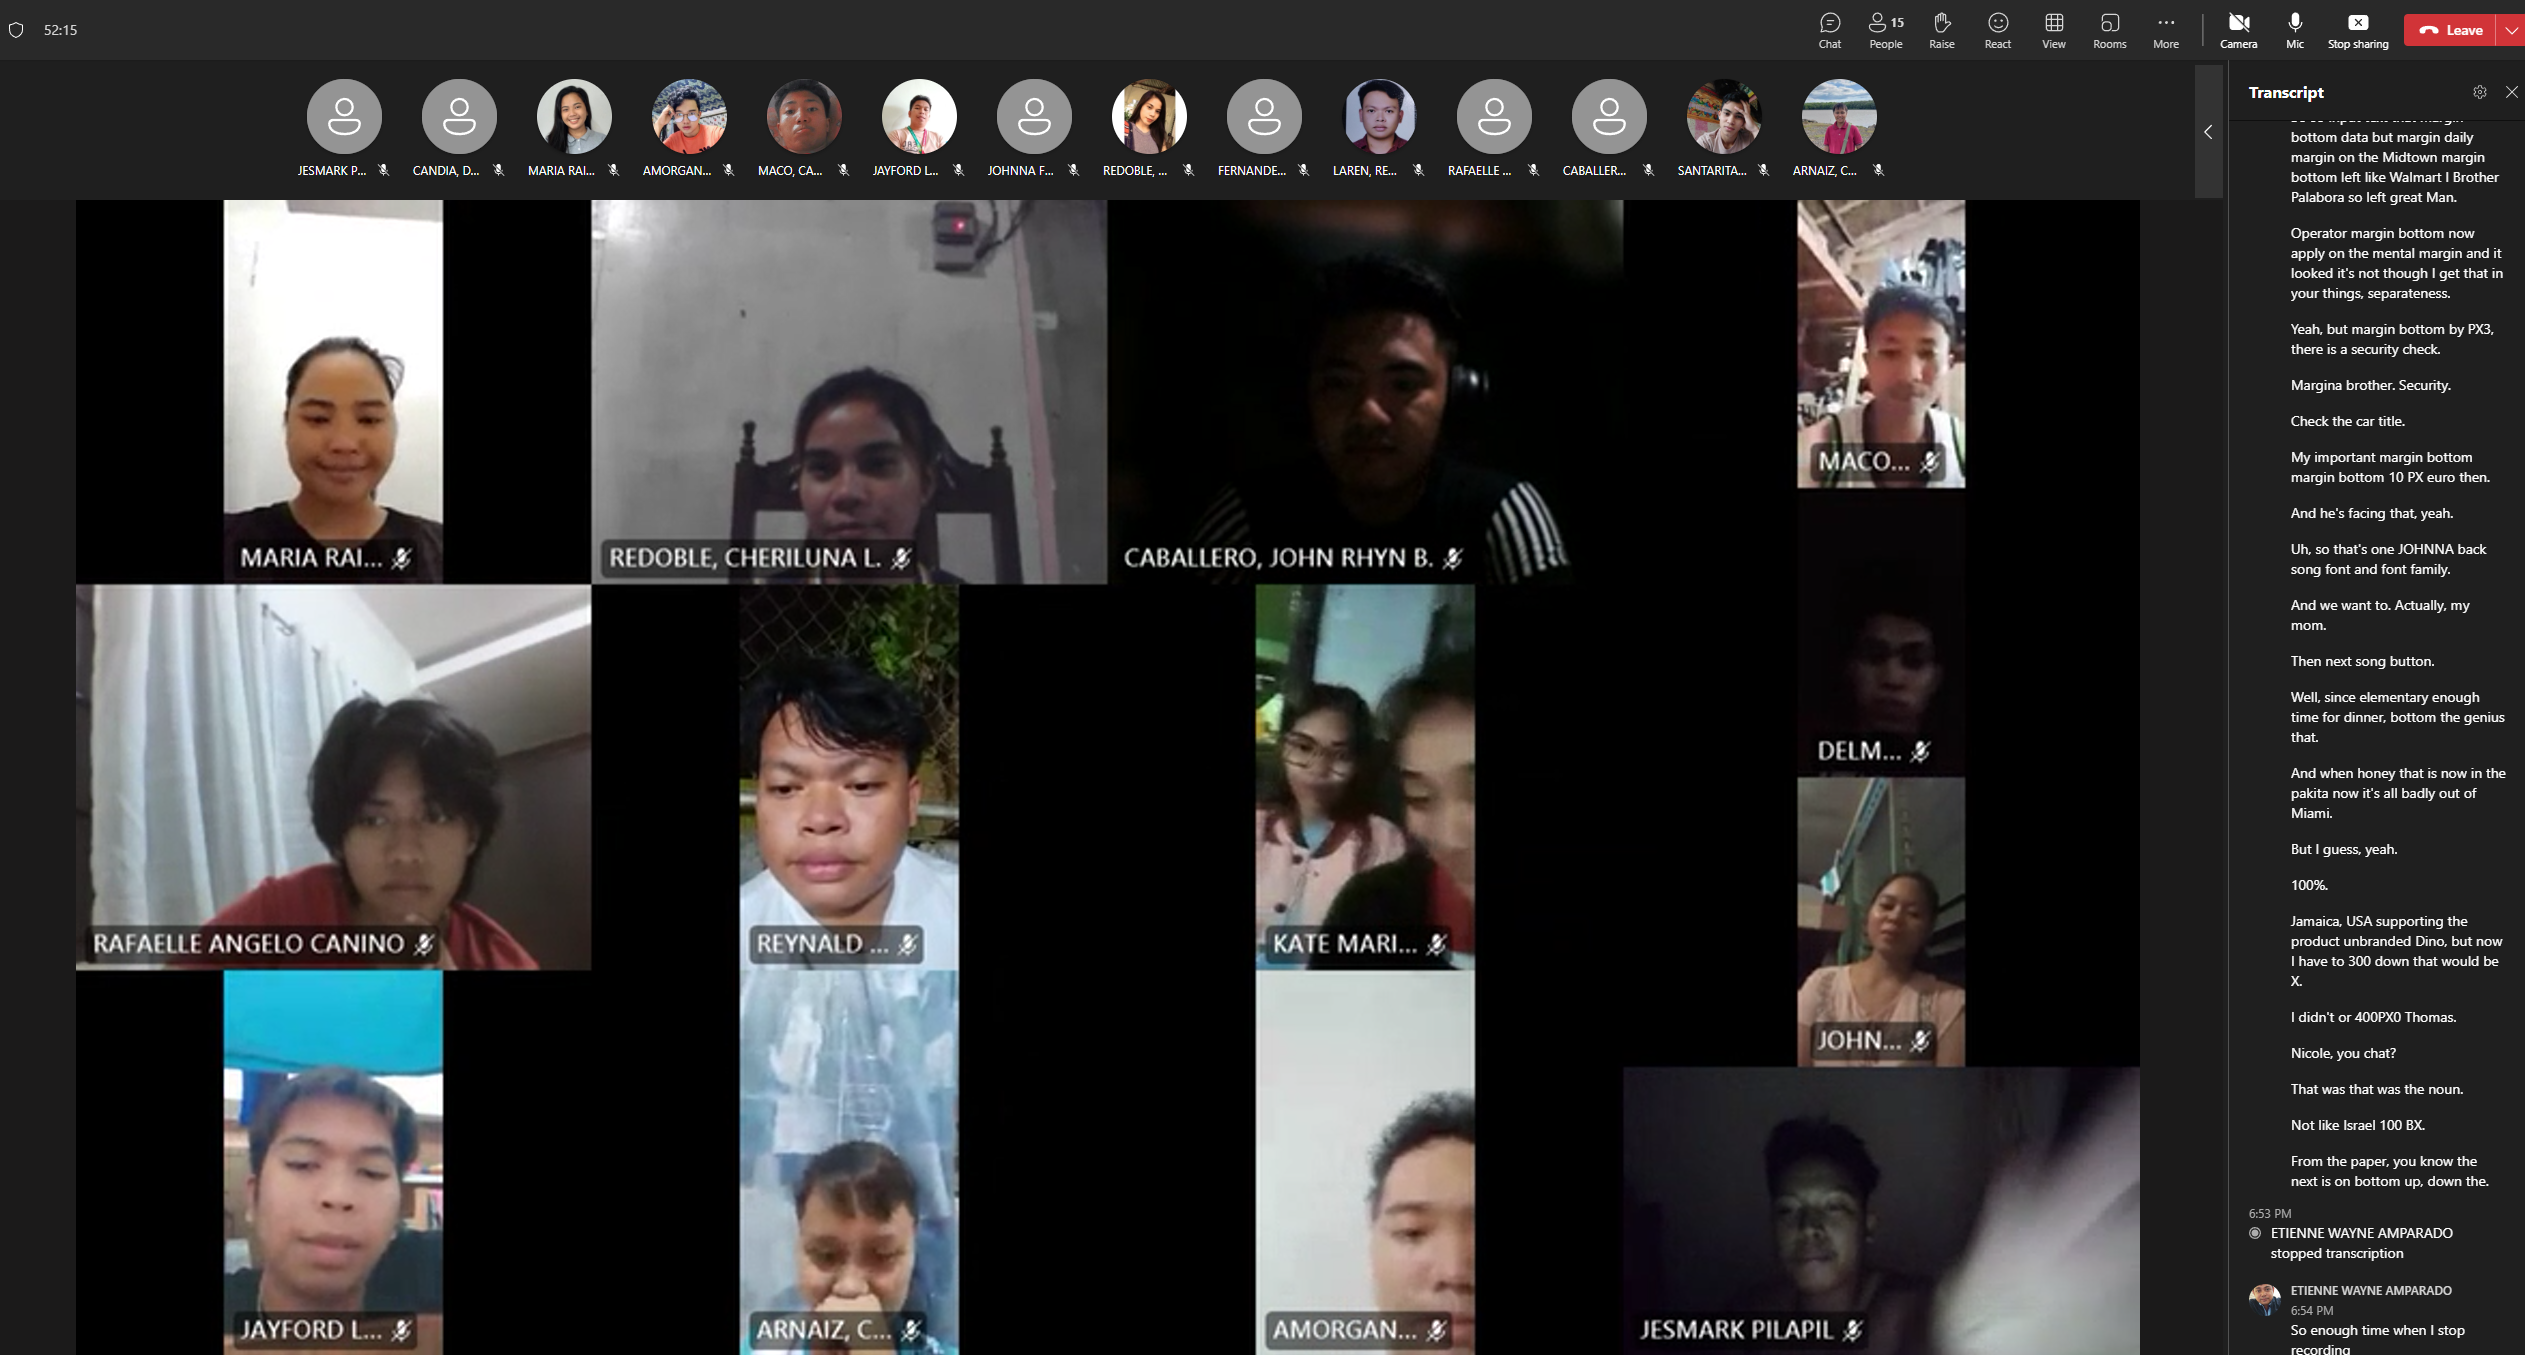 52:15
Chat
15
People
Raise
React
View
Rooms
More
Camera
Mic
Stop sharing
Leave
JESMARK P...
CANDIA, D...
MARIA RAI...
AMORGAN...
MACO, CA...
JAYFORD L...
JOHNNA F...
REDOBLE, ...
FERNANDE...
LAREN, RE...
RAFAELLE ...
CABALLER...
SANTARITA...
ARNAIZ, C...
MARIA RAI...
REDOBLE, CHERILUNA L.
CABALLERO, JOHN RHYN B.
MACO...
DELM...
RAFAELLE ANGELO CANINO
REYNALD ...
KATE MARI...
JOHN...
JAYFORD L...
ARNAIZ, C...
AMORGAN...
JESMARK PILAPIL
Transcript
bottom data but margin daily
margin on the Midtown margin
bottom left like Walmart I Brother
Palabora so left great Man.
Operator margin bottom now
apply on the mental margin and it
looked it's not though I get that in
your things, separateness.
Yeah, but margin bottom by PX3,
there is a security check.
Margina brother. Security.
Check the car title.
My important margin bottom
margin bottom 10 PX euro then.
And he's facing that, yeah.
Uh, so that's one JOHNNA back
song font and font family.
And we want to. Actually, my
mom.
Then next song button.
Well, since elementary enough
time for dinner, bottom the genius
that.
And when honey that is now in the
pakita now it's all badly out of
Miami.
But I guess, yeah.
100%.
Jamaica, USA supporting the
product unbranded Dino, but now
I have to 300 down that would be
X.
I didn't or 400PX0 Thomas.
Nicole, you chat?
That was that was the noun.
Not like Israel 100 BX.
From the paper, you know the
next is on bottom up, down the.
6:53 PM
ETIENNE WAYNE AMPARADO
stopped transcription
ETIENNE WAYNE AMPARADO
6:54 PM
So enough time when I stop
recording